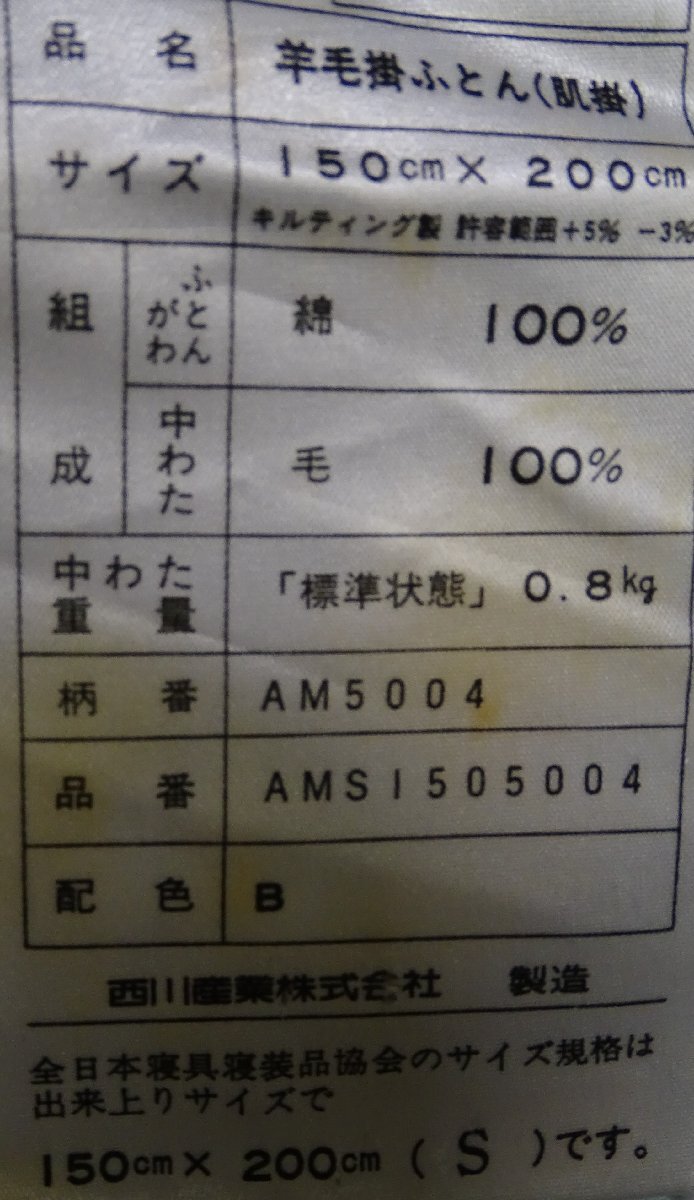 品名 羊毛掛ふとん(肌掛)
サイズ 150cm×200cm
キルティング製 許容範囲+5% -3%
組成 ふとんがわ 綿 100%
中わた 毛 100%
中わた重量 「標準状態」0.8kg
柄番 AM5004
品番 AMS1505004
配色 B
西川産業株式会社 製造
全日本寝具寝装品協会のサイズ規格は
出来上りサイズで
150cm×200cm(S)です。